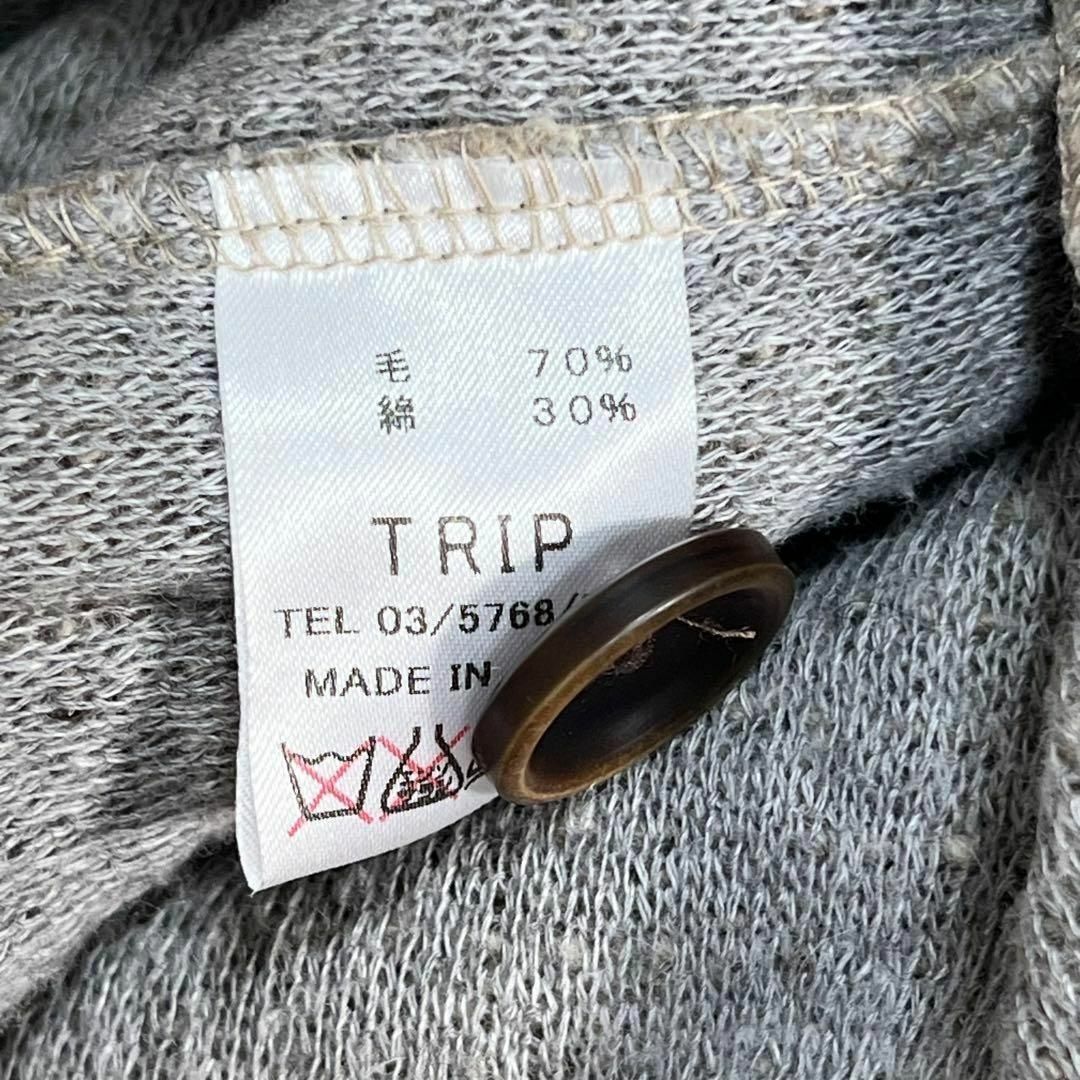 毛 70%
綿 30%
TRIP
TEL 03/5768/
MADE IN